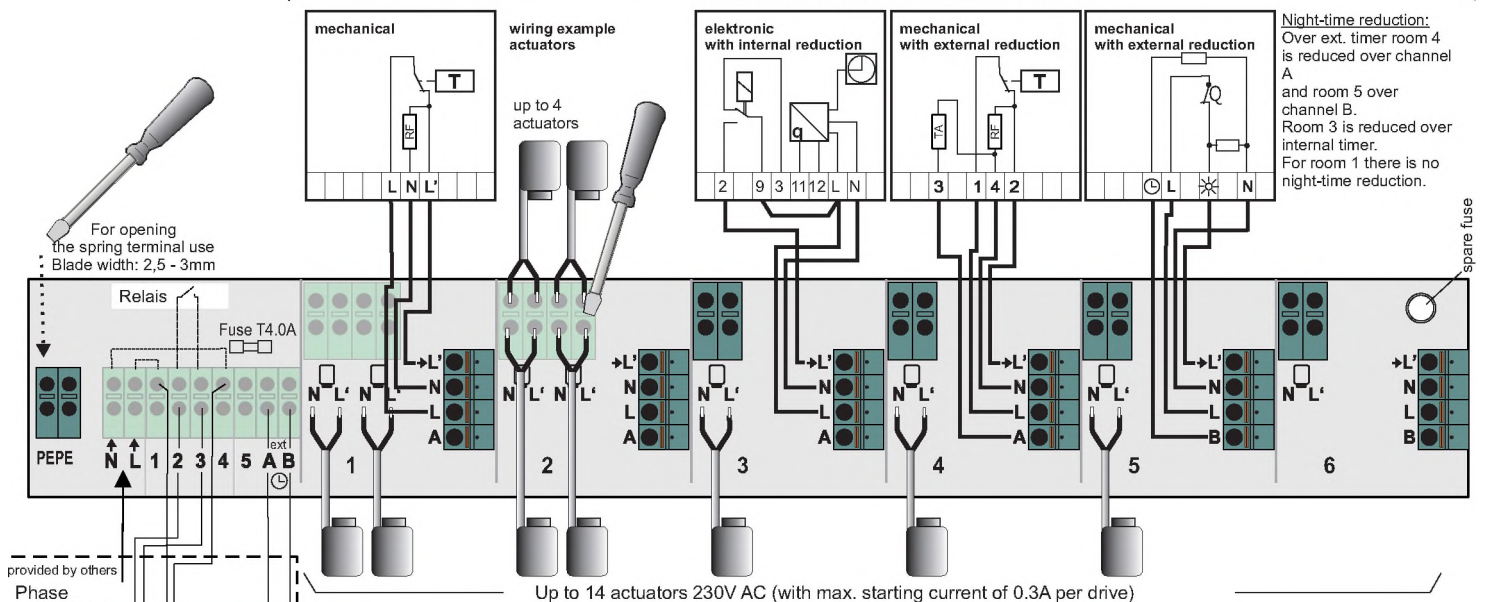 mechanical
wiring example
actuators
elektronic
with internal reduction
mechanical
with external reduction
mechanical
with external reduction
Night-time reduction:
Over ext. timer room 4
is reduced over channel
A
and room 5 over
channel B.
Room 3 is reduced over
internal timer.
For room 1 there is no
night-time reduction.
T
RF
L N L'
up to 4
actuators
q
2 9 3 11 12 L N
T
TA
RF
3 1 4 2
L N
For opening
the spring terminal use
Blade width: 2,5 - 3mm
spare fuse
Relais
Fuse T4.0A
L'
N
L
A
L'
N
L
A
L'
N
L
A
L'
N
L
A
L'
N
L
B
L'
N
L
B
N L' N L'
N L' N L'
N L'
N L'
N L'
N L'
PE PE
N L 1 2 3 4 5 A B
ext
1 2 3 4 5 6
provided by others
Phase
Up to 14 actuators 230V AC (with max. starting current of 0.3A per drive)